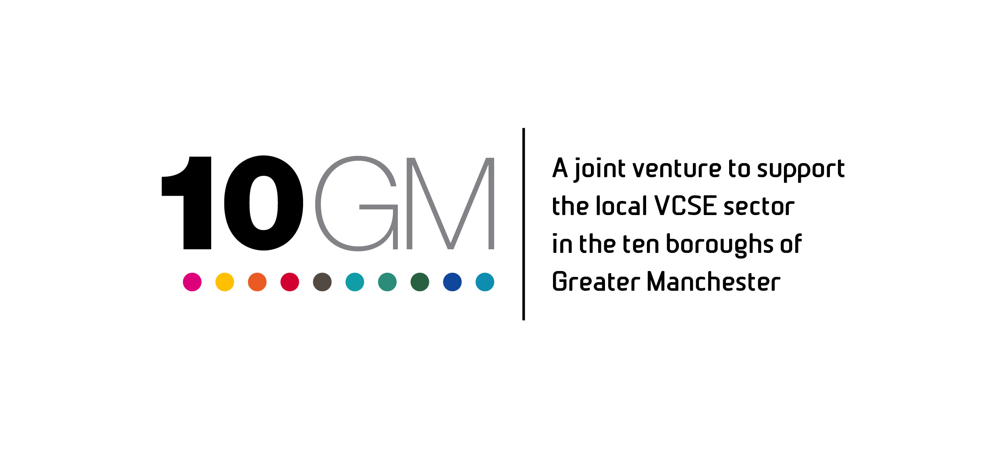 10GM
A joint venture to support
the local VCSE sector
in the ten boroughs of
Greater Manchester